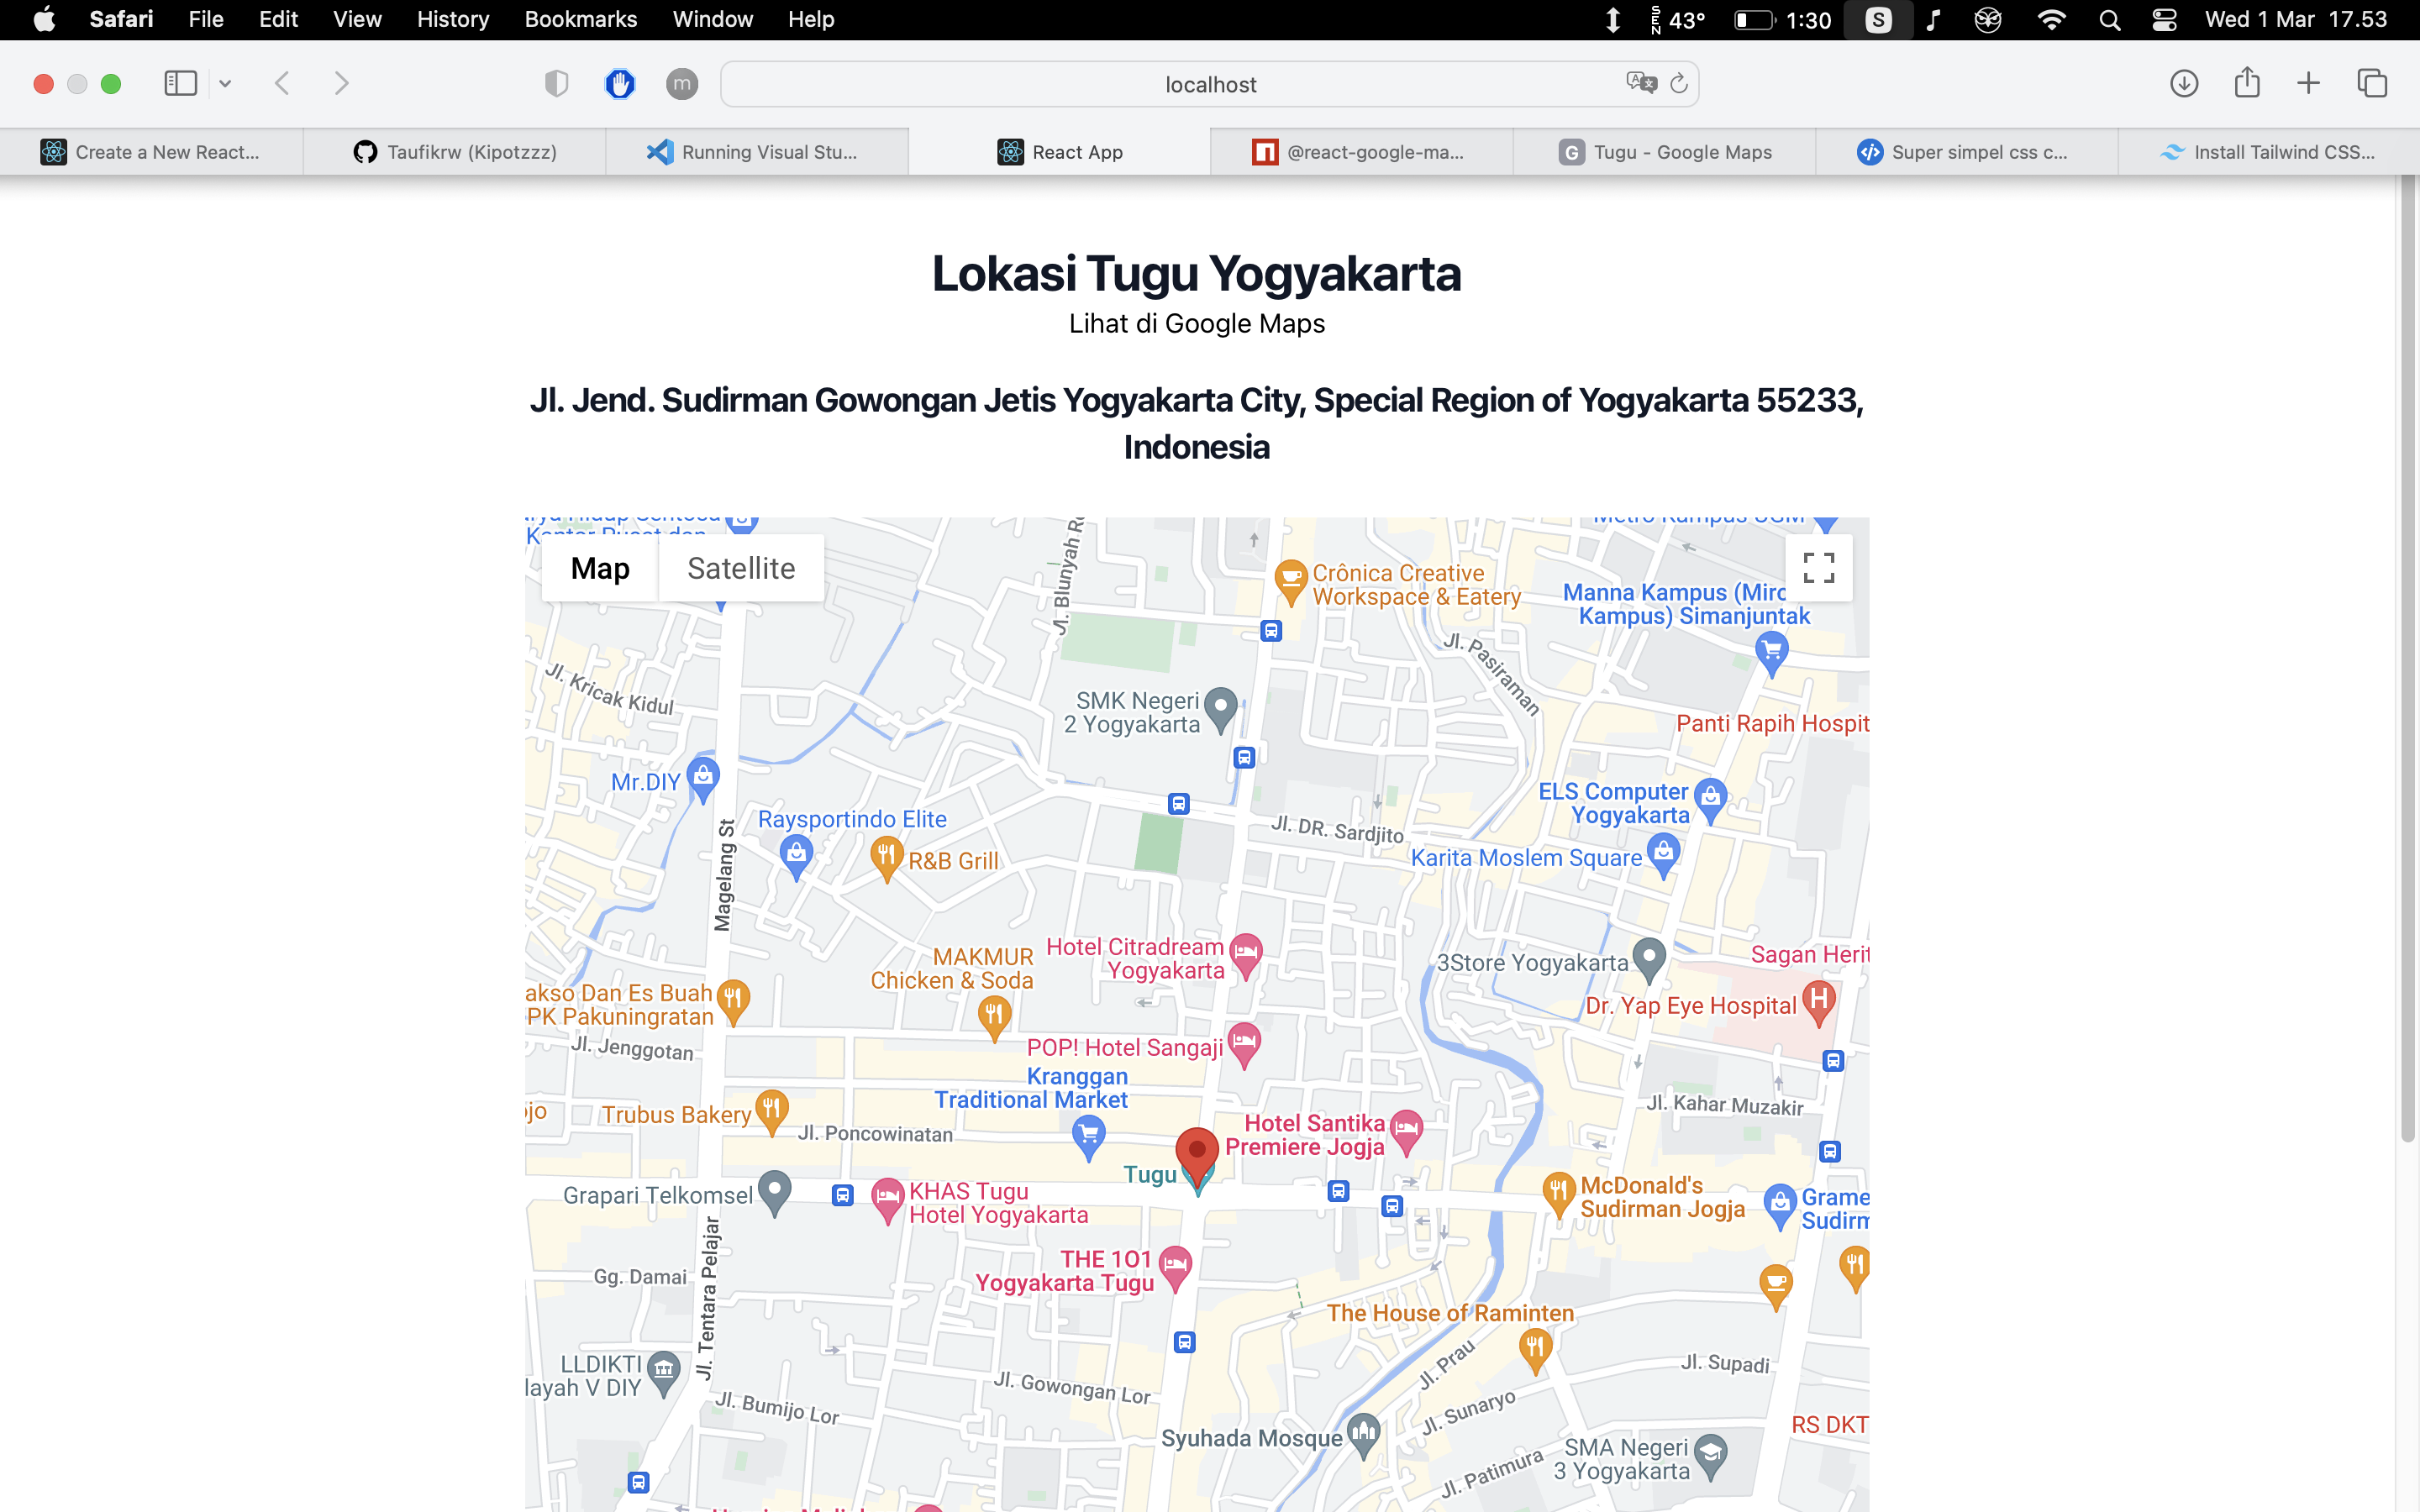 Safari File Edit View History Bookmarks Window Help
SEN 43° 1:30 S Wed 1 Mar 17.53
m localhost
Create a New React...
Taufikrw (Kipotzzz)
Running Visual Stu...
React App
@react-google-ma...
G Tugu - Google Maps
Super simpel css c...
Install Tailwind CSS...
Lokasi Tugu Yogyakarta
Lihat di Google Maps
Jl. Jend. Sudirman Gowongan Jetis Yogyakarta City, Special Region of Yogyakarta 55233,
Indonesia
Map Satellite
Jl. Blunyah R
Metro Kampus UGM
Crônica Creative
Workspace & Eatery
Manna Kampus (Miro
Kampus) Simanjuntak
Jl. Pasiraman
Jl. Kricak Kidul
SMK Negeri
2 Yogyakarta
Panti Rapih Hospit
Mr.DIY
Magelang St
Raysportindo Elite
R&B Grill
Jl. DR. Sardjito
ELS Computer
Yogyakarta
Karita Moslem Square
MAKMUR
Chicken & Soda
Hotel Citradream
Yogyakarta
3Store Yogyakarta
Sagan Herit
akso Dan Es Buah
PK Pakuningratan
Dr. Yap Eye Hospital
H
Jl. Jenggotan
POP! Hotel Sangaji
Kranggan
Traditional Market
jo
Trubus Bakery
Jl. Poncowinatan
Hotel Santika
Premiere Jogja
Jl. Kahar Muzakir
Tugu
Grapari Telkomsel
KHAS Tugu
Hotel Yogyakarta
McDonald's
Sudirman Jogja
Grame
Sudirm
Jl. Tentara Pelajar
Gg. Damai
THE 1O1
Yogyakarta Tugu
The House of Raminten
LLDIKTI
layah V DIY
Jl. Prau
Jl. Supadi
Jl. Gowongan Lor
Jl. Bumijo Lor
Jl. Sunaryo
Syuhada Mosque
RS DKT
SMA Negeri
3 Yogyakarta
Jl. Patimura